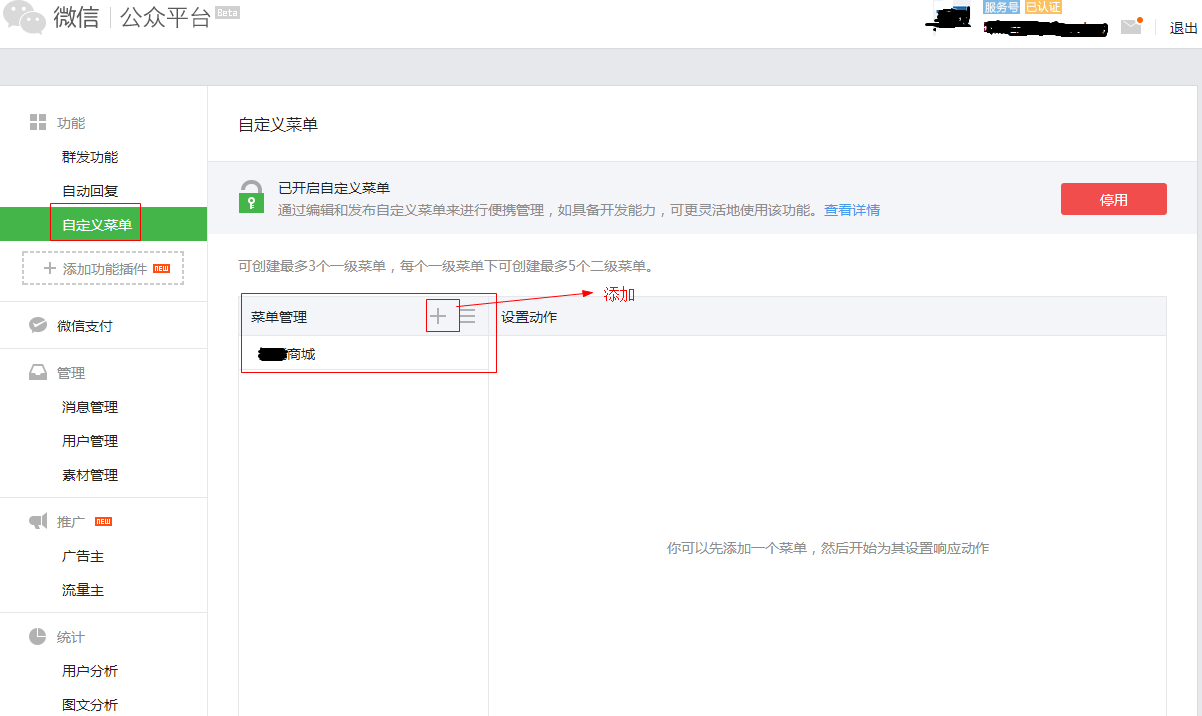 微信 公众平台 Beta
服务号 已认证
退出
功能
群发功能
自动回复
自定义菜单
添加功能插件 NEW
微信支付
管理
消息管理
用户管理
素材管理
推广 NEW
广告主
流量主
统计
用户分析
图文分析
自定义菜单
已开启自定义菜单
通过编辑和发布自定义菜单来进行便携管理，如具备开发能力，可更灵活地使用该功能。查看详情
停用
可创建最多3个一级菜单，每个一级菜单下可创建最多5个二级菜单。
添加
菜单管理
设置动作
商城
你可以先添加一个菜单，然后开始为其设置响应动作